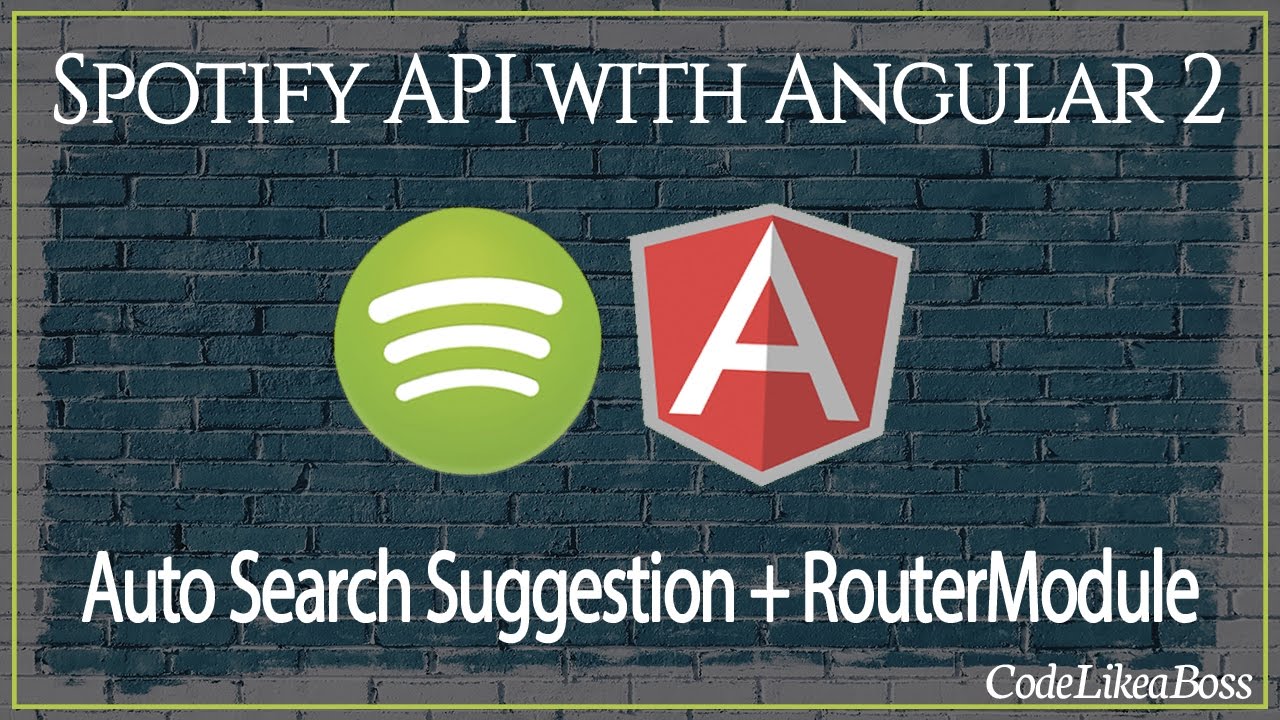 Spotify API with Angular 2
A
Auto Search Suggestion + RouterModule
CodeLikeaBoss